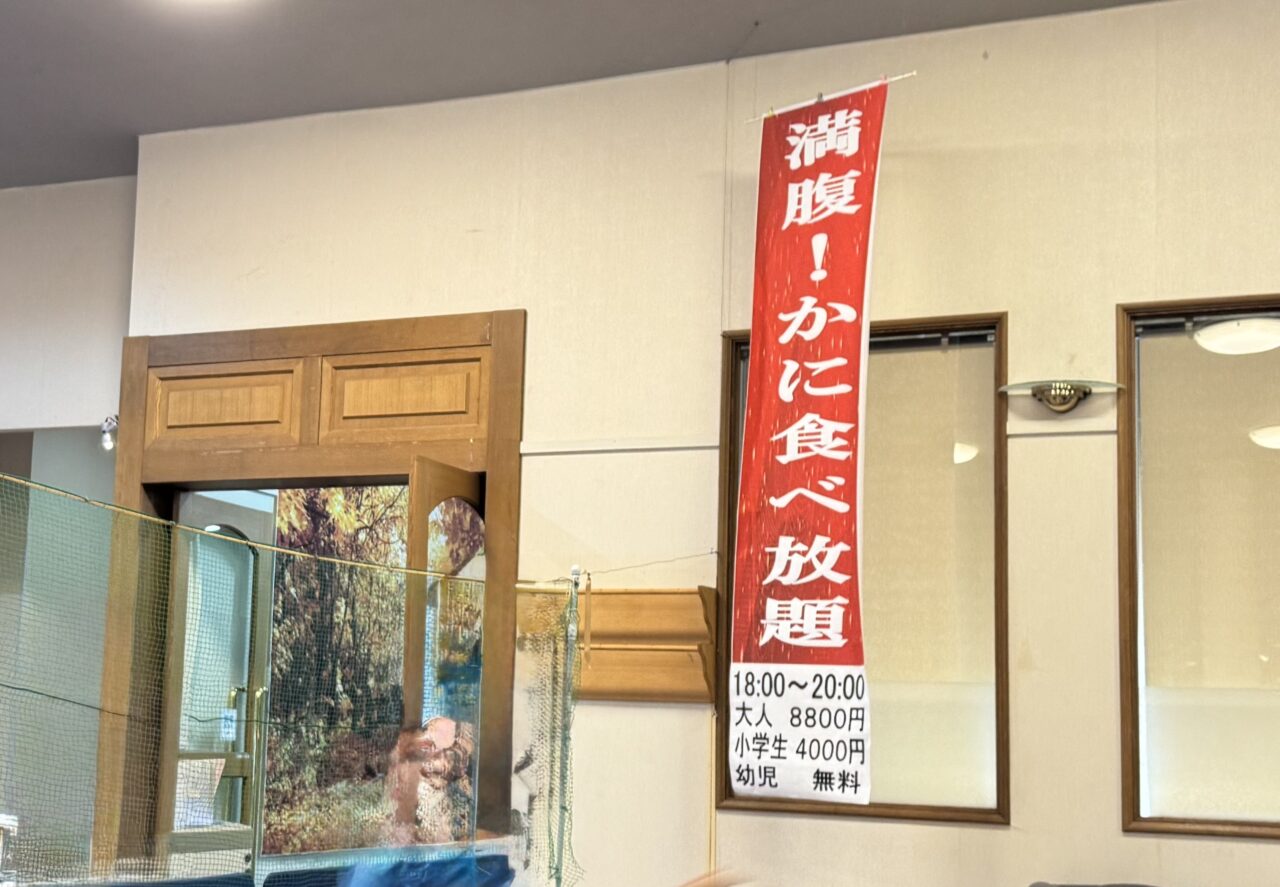 満腹！かに食べ放題
18:00～20:00
大人 8800円
小学生 4000円
幼児 無料